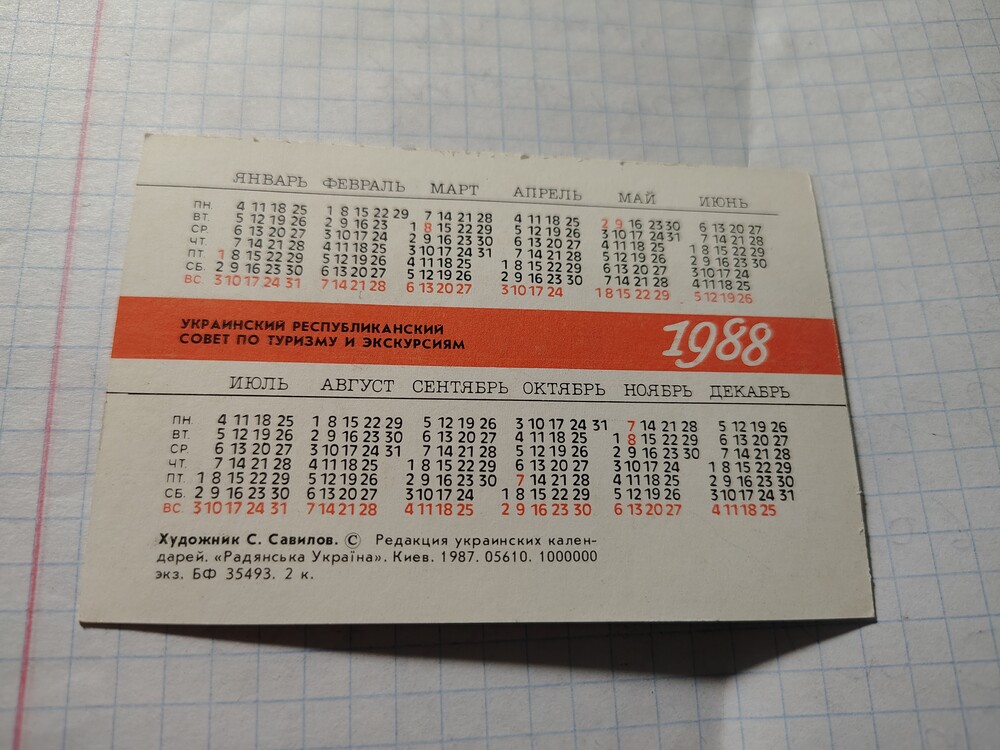 ЯНВАРЬ ФЕВРАЛЬ МАРТ АПРЕЛЬ МАЙ ИЮНЬ
ПН. 4 11 18 25 1 8 15 22 29 7 14 21 28 4 11 18 25 2 9 16 23 30 6 13 20 27
ВТ. 5 12 19 26 2 9 16 23 1 8 15 22 29 5 12 19 26 3 10 17 24 31 7 14 21 28
СР. 6 13 20 27 3 10 17 24 2 9 16 23 30 6 13 20 27 4 11 18 25 1 8 15 22 29
ЧТ. 7 14 21 28 4 11 18 25 3 10 17 24 31 7 14 21 28 5 12 19 26 2 9 16 23 30
ПТ. 1 8 15 22 29 5 12 19 26 4 11 18 25 1 8 15 22 29 6 13 20 27 3 10 17 24
СБ. 2 9 16 23 30 6 13 20 27 5 12 19 26 2 9 16 23 30 7 14 21 28 4 11 18 25
ВС. 3 10 17 24 31 7 14 21 28 6 13 20 27 3 10 17 24 1 8 15 22 29 5 12 19 26
УКРАИНСКИЙ РЕСПУБЛИКАНСКИЙ
СОВЕТ ПО ТУРИЗМУ И ЭКСКУРСИЯМ
1988
ИЮЛЬ АВГУСТ СЕНТЯБРЬ ОКТЯБРЬ НОЯБРЬ ДЕКАБРЬ
ПН. 4 11 18 25 1 8 15 22 29 5 12 19 26 3 10 17 24 31 7 14 21 28 5 12 19 26
ВТ. 5 12 19 26 2 9 16 23 30 6 13 20 27 4 11 18 25 1 8 15 22 29 6 13 20 27
СР. 6 13 20 27 3 10 17 24 31 7 14 21 28 5 12 19 26 2 9 16 23 30 7 14 21 28
ЧТ. 7 14 21 28 4 11 18 25 1 8 15 22 29 6 13 20 27 3 10 17 24 1 8 15 22 29
ПТ. 1 8 15 22 29 5 12 19 26 2 9 16 23 30 7 14 21 28 4 11 18 25 2 9 16 23 30
СБ. 2 9 16 23 30 6 13 20 27 3 10 17 24 1 8 15 22 29 5 12 19 26 3 10 17 24 31
ВС. 3 10 17 24 31 7 14 21 28 4 11 18 25 2 9 16 23 30 6 13 20 27 4 11 18 25
Художник С. Савилов. © Редакция украинских кален-
дарей. «Радянська Україна». Киев. 1987. 05610. 1000000
экз. БФ 35493. 2 к.